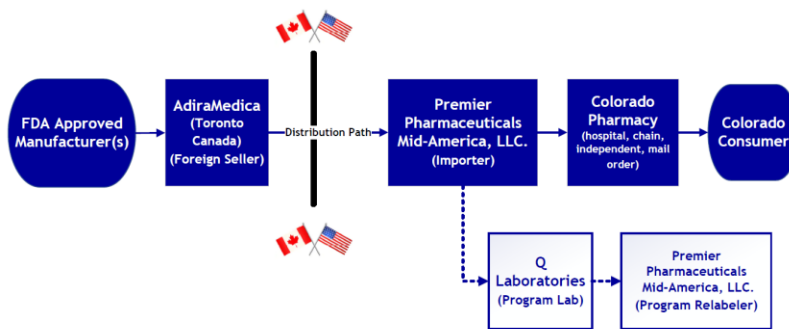 FDA Approved
Manufacturer(s)
AdiraMedica
(Toronto
Canada)
(Foreign Seller)
Distribution Path
Premier
Pharmaceuticals
Mid-America, LLC.
(Importer)
Colorado
Pharmacy
(hospital, chain,
independent, mail
order)
Colorado
Consumer
Q
Laboratories
(Program Lab)
Premier
Pharmaceuticals
Mid-America, LLC.
(Program Relabeler)